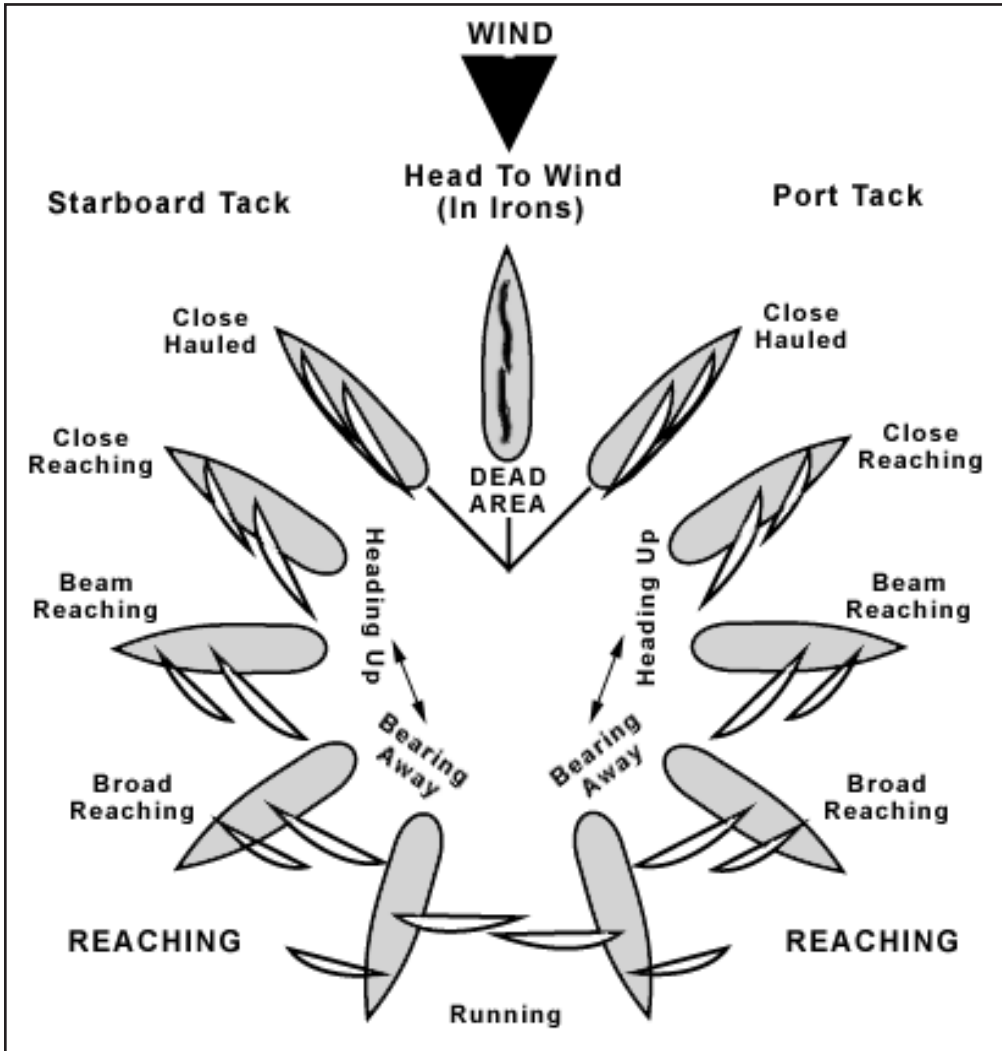 WIND
Head To Wind
(In Irons)
Starboard Tack
Port Tack
Close
Hauled
Close
Hauled
Close
Reaching
Close
Reaching
DEAD
AREA
Heading Up
Heading Up
Beam
Reaching
Beam
Reaching
Bearing
Away
Bearing
Away
Broad
Reaching
Broad
Reaching
REACHING
REACHING
Running